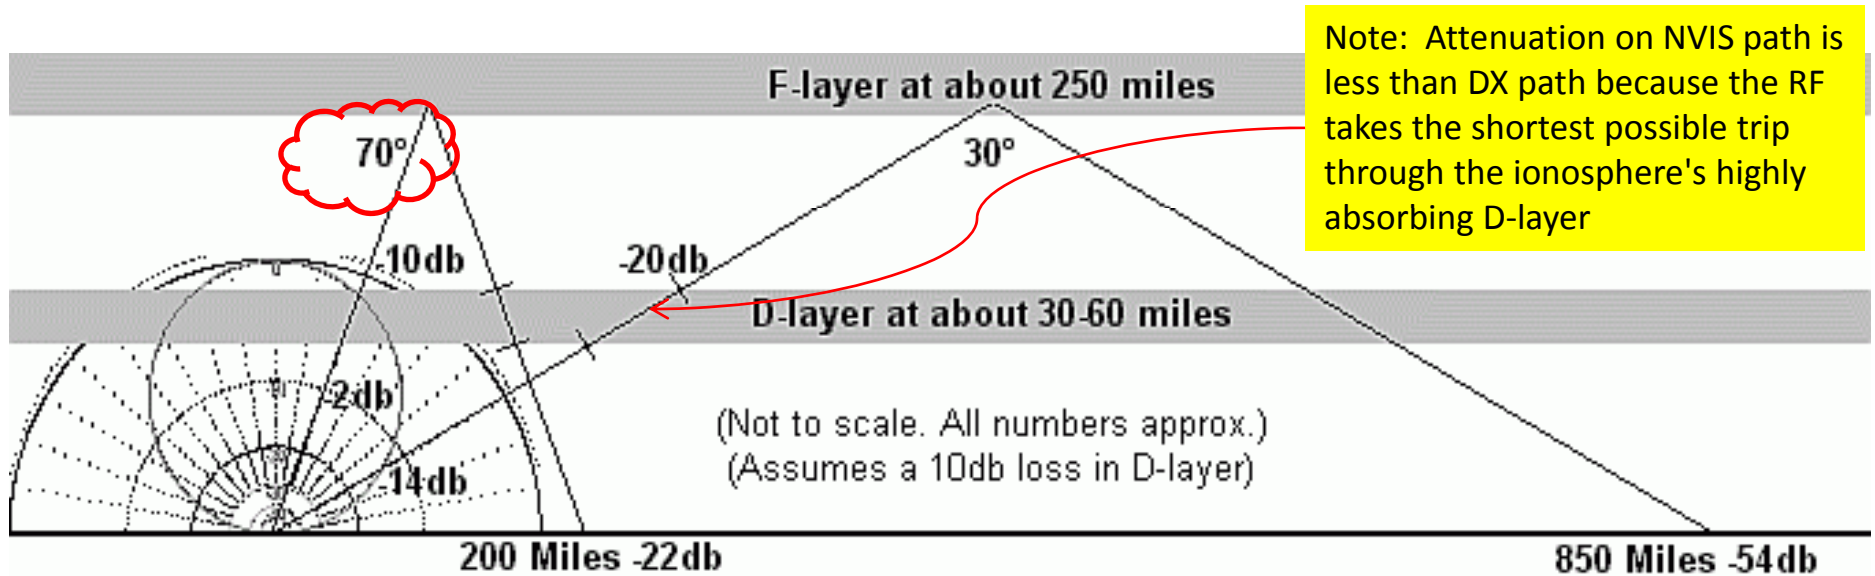 Note:  Attenuation on NVIS path is
less than DX path because the RF
takes the shortest possible trip
through the ionosphere's highly
absorbing D-layer
F-layer at about 250 miles
70°
30°
-10db
-20db
D-layer at about 30-60 miles
-2db
(Not to scale. All numbers approx.)
(Assumes a 10db loss in D-layer)
-14db
200 Miles -22db
850 Miles -54db